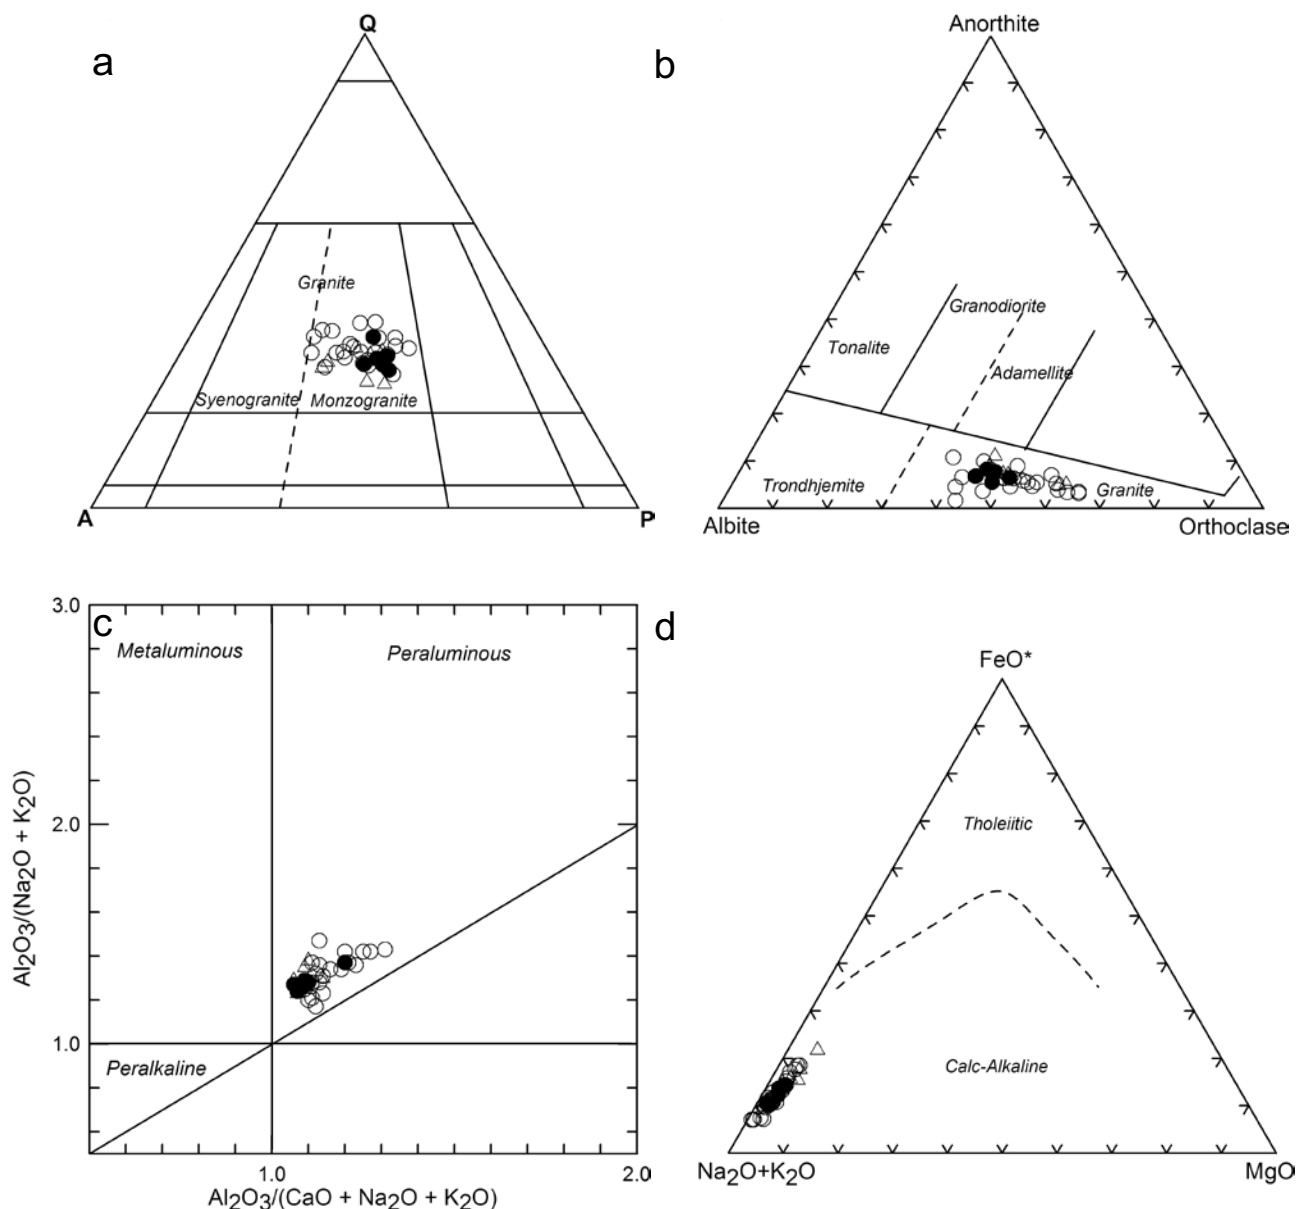 a
Q
Granite
Syenogranite
Monzogranite
A
P
b
Anorthite
Granodiorite
Tonalite
Adamellite
Trondhjemite
Granite
Albite
Orthoclase
c
3.0
Metaluminous
Peraluminous
2.0
Al₂O₃/(Na₂O + K₂O)
1.0
Peralkaline
1.0
2.0
Al₂O₃/(CaO + Na₂O + K₂O)
d
FeO*
Tholeiitic
Calc-Alkaline
Na₂O+K₂O
MgO